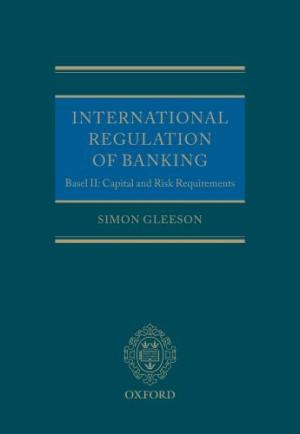 INTERNATIONAL
REGULATION
OF BANKING
Basel II: Capital and Risk Requirements
SIMON GLEESON
OXFORD